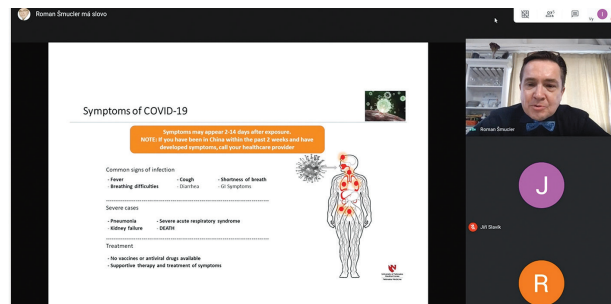 Roman Šmucler má slovo
Symptoms of COVID-19
Symptoms may appear 2-14 days after exposure.
NOTE: If you have been in China within the past 2 weeks and have
developed symptoms, call your healthcare provider
Common signs of infection
- Fever - Cough - Shortness of breath
- Breathing difficulties - Diarrhea - GI Symptoms
Severe cases
- Pneumonia - Severe acute respiratory syndrome
- Kidney failure - DEATH
Treatment
- No vaccines or antiviral drugs available
- Supportive therapy and treatment of symptoms
Roman Šmucler
J
Jiří Slavík
R